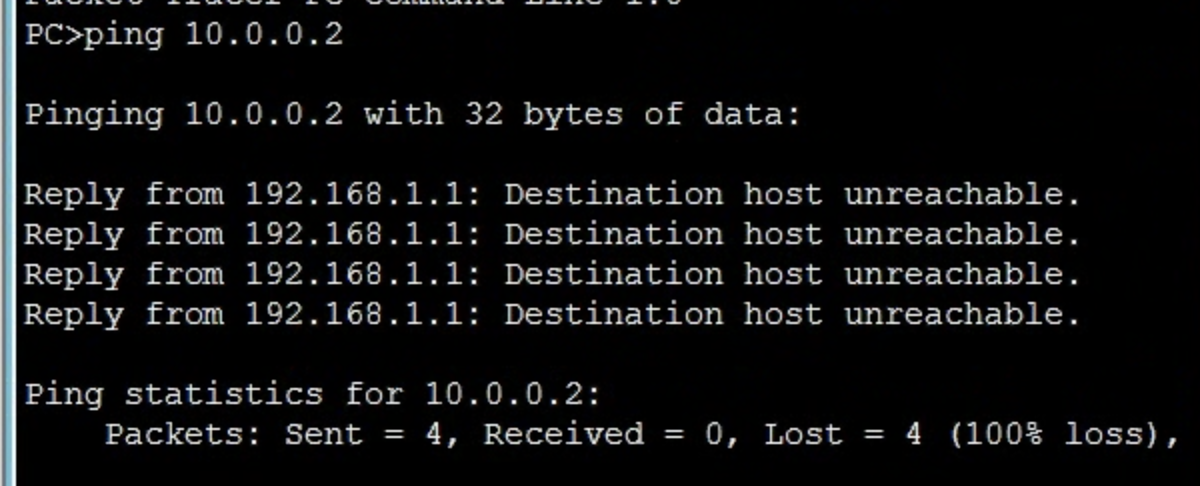 PC>ping 10.0.0.2
Pinging 10.0.0.2 with 32 bytes of data:
Reply from 192.168.1.1: Destination host unreachable.
Reply from 192.168.1.1: Destination host unreachable.
Reply from 192.168.1.1: Destination host unreachable.
Reply from 192.168.1.1: Destination host unreachable.
Ping statistics for 10.0.0.2:
Packets: Sent = 4, Received = 0, Lost = 4 (100% loss),